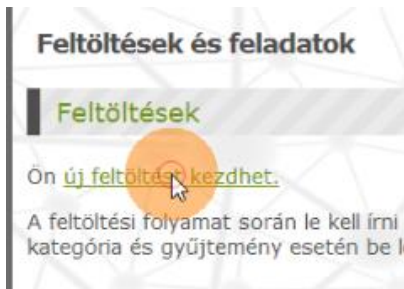 Feltöltések és feladatok
Feltöltések
Ön új feltöltést kezdhet.
A feltöltési folyamat során le kell írni
kategória és gyűjtemény esetén be